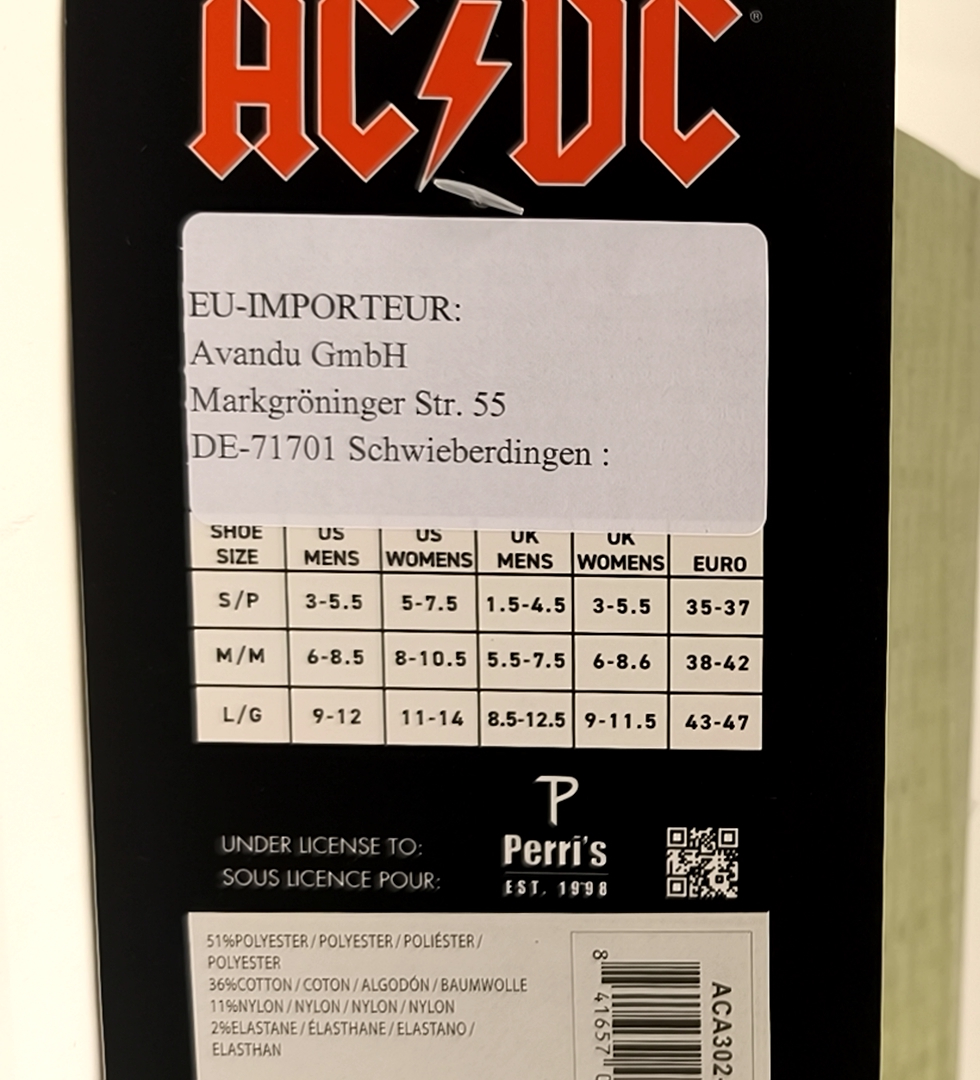 AC/DC®
EU-IMPORTEUR:
Avandu GmbH
Markgröninger Str. 55
DE-71701 Schwieberdingen :
SHOE SIZE US MENS US WOMENS UK MENS UK WOMENS EURO
S/P 3-5.5 5-7.5 1.5-4.5 3-5.5 35-37
M/M 6-8.5 8-10.5 5.5-7.5 6-8.6 38-42
L/G 9-12 11-14 8.5-12.5 9-11.5 43-47
UNDER LICENSE TO:
SOUS LICENCE POUR:
P
Perri's
EST. 1998
51%POLYESTER / POLYESTER / POLIÉSTER /
POLYESTER
36%COTTON / COTON / ALGODÓN / BAUMWOLLE
11%NYLON / NYLON / NYLON / NYLON
2%ELASTANE / ÉLASTHANE / ELASTANO /
ELASTHAN
8 41657
ACA302